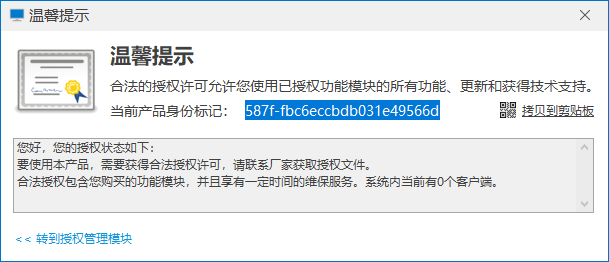 温馨提示
温馨提示
合法的授权许可允许您使用已授权功能模块的所有功能、更新和获得技术支持。
当前产品身份标记： 587f-fbc6eccbdb031e49566d 拷贝到剪贴板
您好，您的授权状态如下：
要使用本产品，需要获得合法授权许可，请联系厂家获取授权文件。
合法授权包含您购买的功能模块，并且享有一定时间的维保服务。系统内当前有0个客户端。
<< 转到授权管理模块